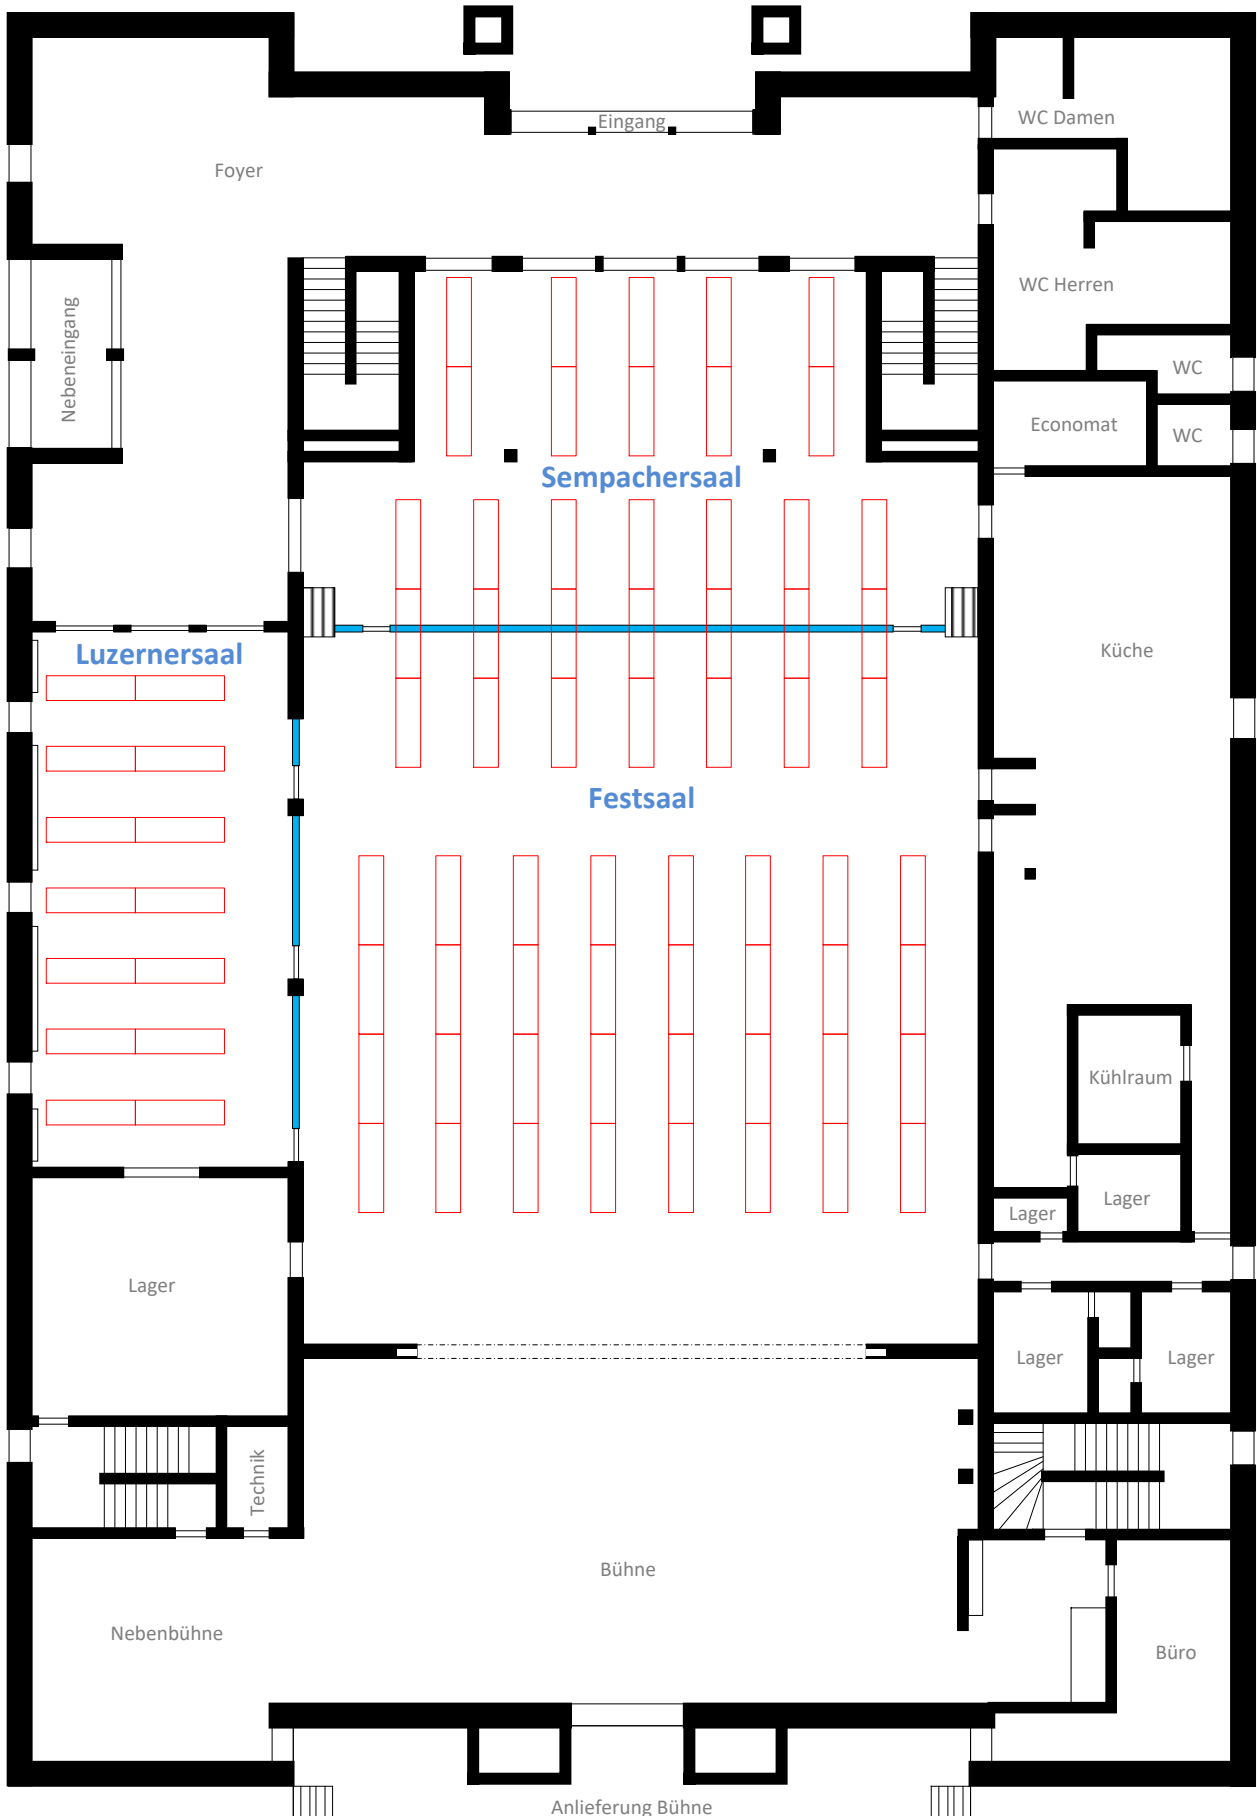 Eingang
WC Damen
Foyer
WC Herren
Nebeneingang
WC
Economat
WC
Sempachersaal
Luzernersaal
Küche
Festsaal
Kühlraum
Lager
Lager
Lager
Lager
Lager
Technik
Bühne
Nebenbühne
Büro
Anlieferung Bühne